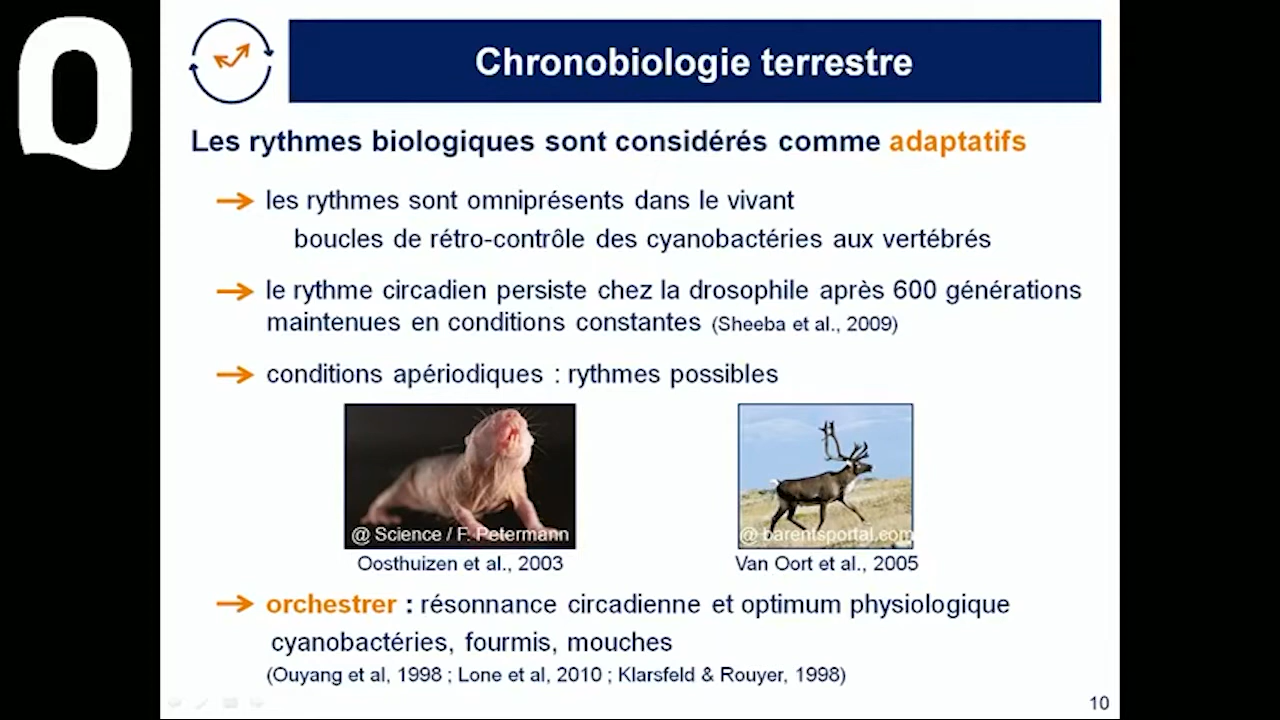 Chronobiologie terrestre
Les rythmes biologiques sont considérés comme adaptatifs
les rythmes sont omniprésents dans le vivant
boucles de rétro-contrôle des cyanobactéries aux vertébrés
le rythme circadien persiste chez la drosophile après 600 générations
maintenues en conditions constantes (Sheeba et al., 2009)
conditions apériodiques : rythmes possibles
@ Science / F. Petermann
@ barentsportal.com
Oosthuizen et al., 2003
Van Oort et al., 2005
orchestrer : résonnance circadienne et optimum physiologique
cyanobactéries, fourmis, mouches
(Ouyang et al, 1998 ; Lone et al, 2010 ; Klarsfeld & Rouyer, 1998)
10